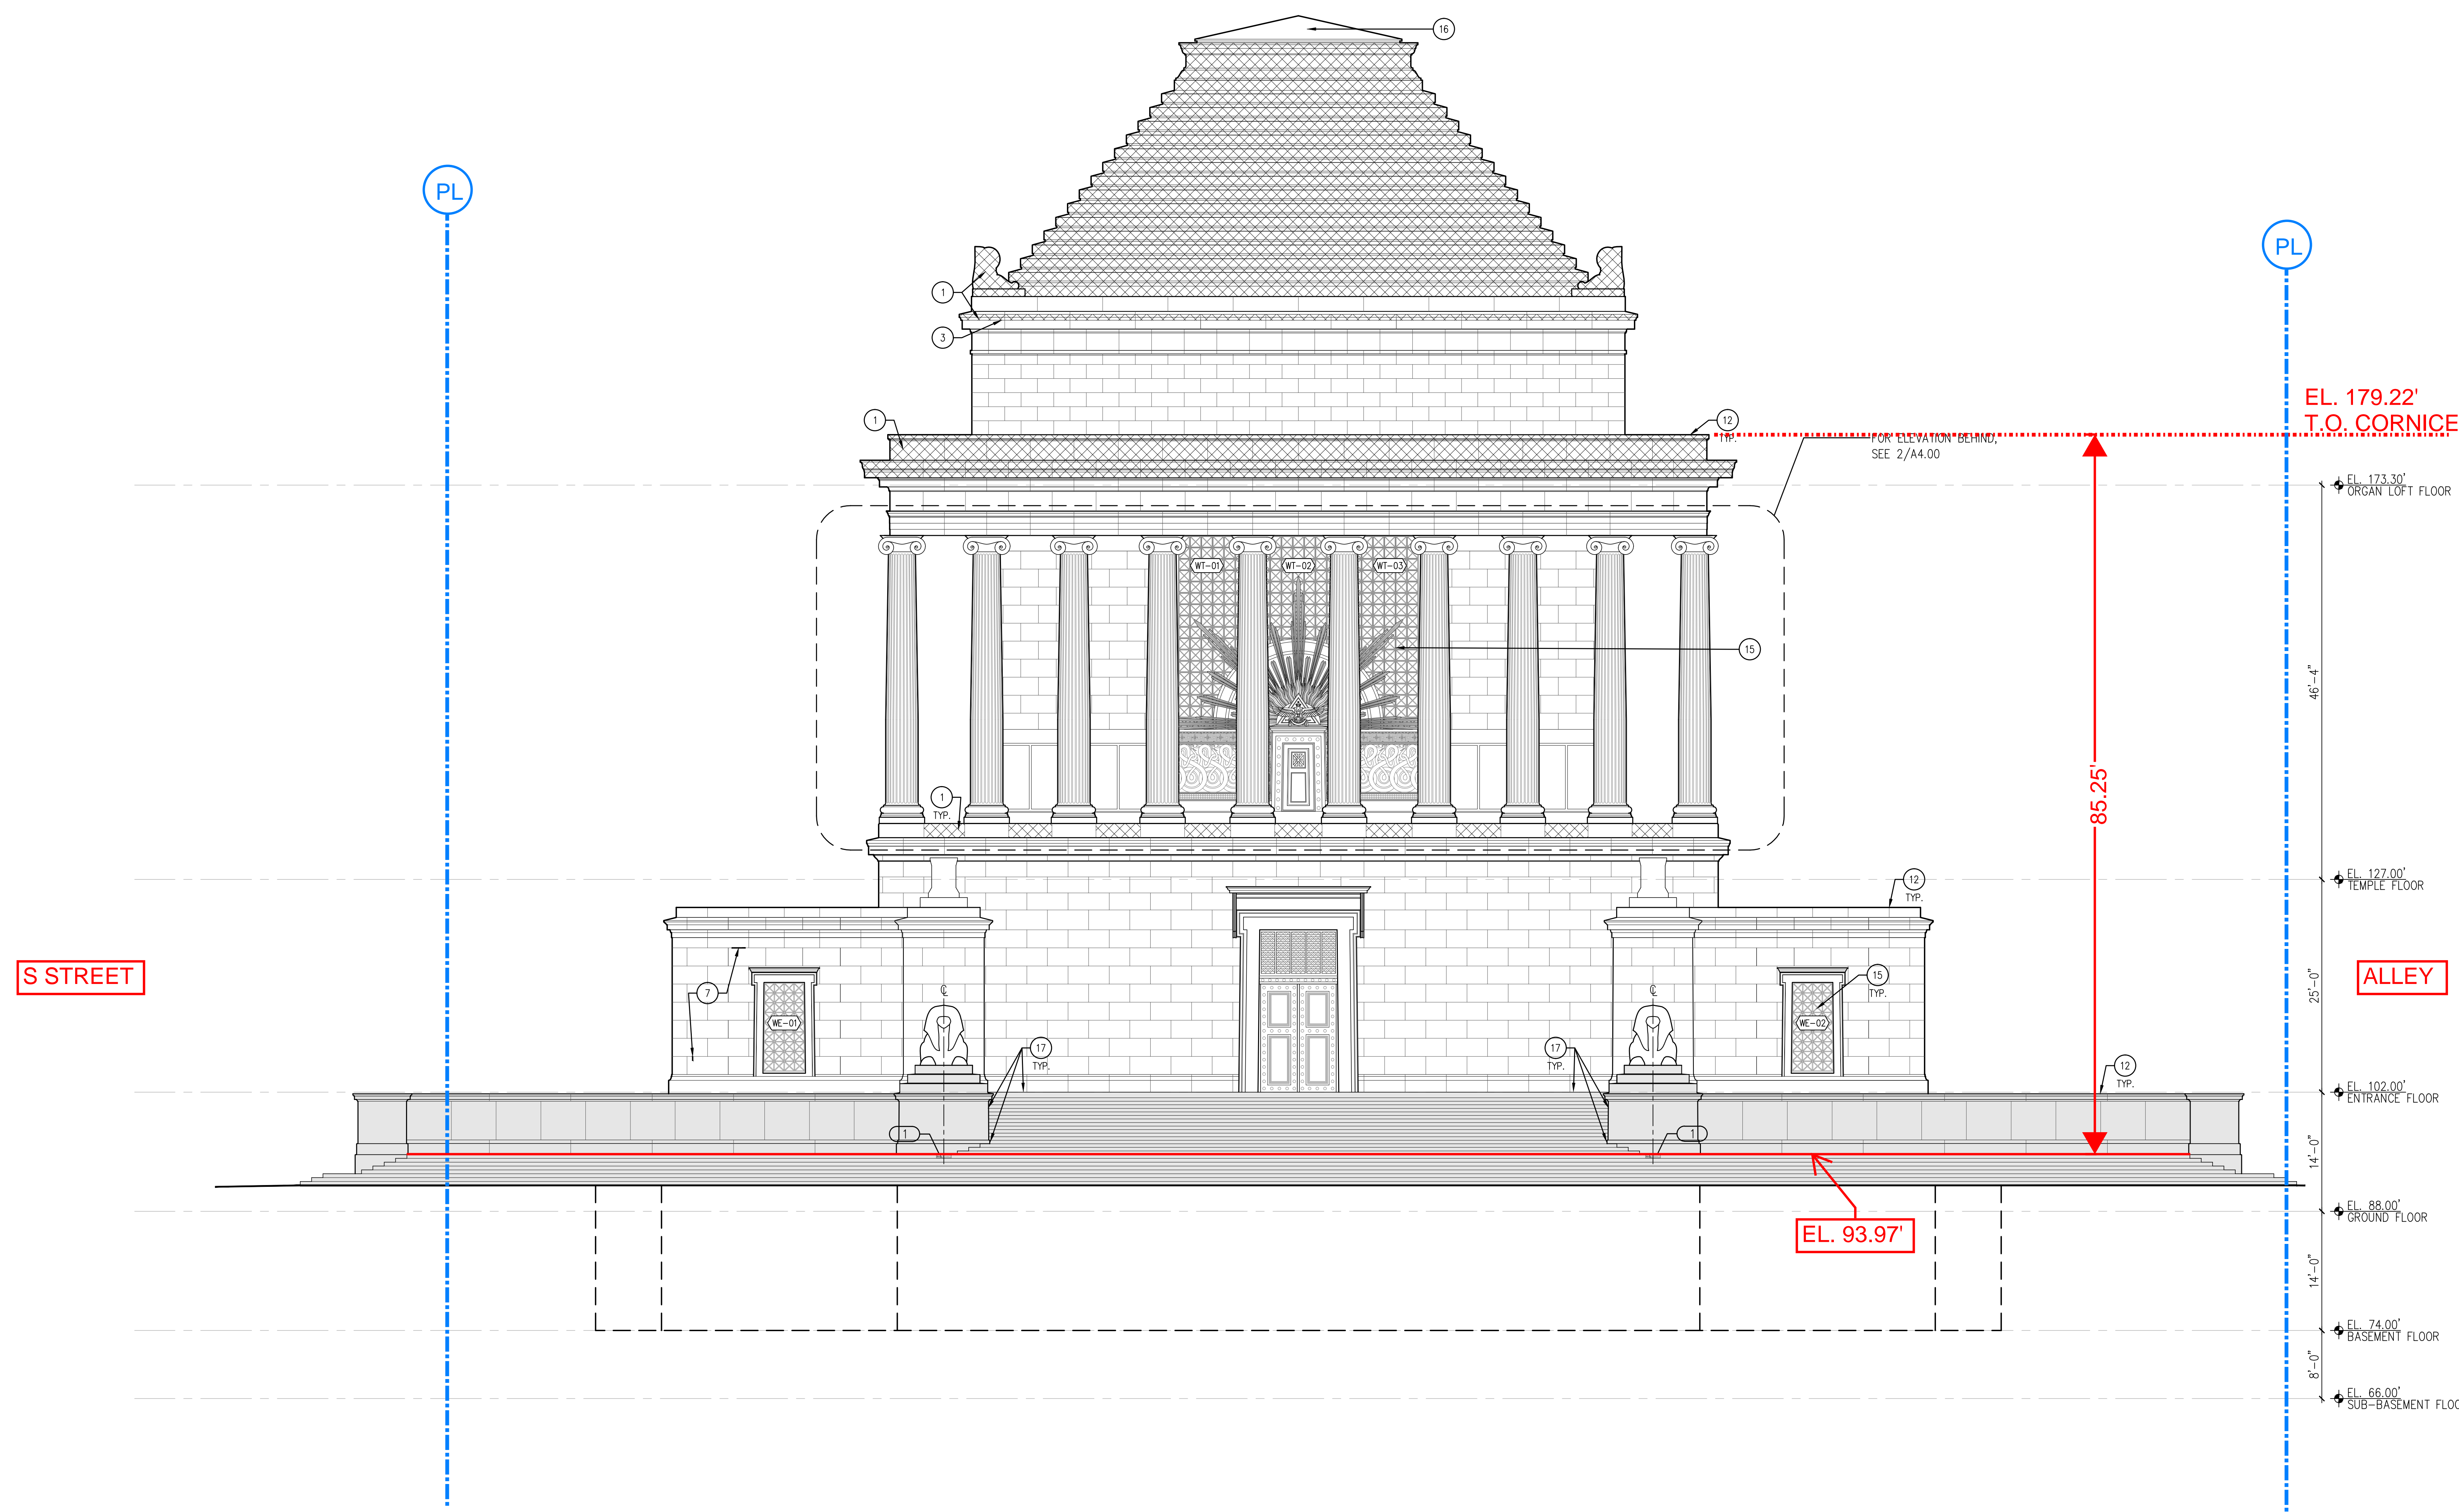 16
PL
PL
1
3
EL. 179.22'
T.O. CORNICE
1
12
TYP.
FOR ELEVATION BEHIND,
SEE 2/A4.00
EL. 173.30'
ORGAN LOFT FLOOR
WT-01
WT-02
WT-03
15
46'-4"
85.25'
1
TYP.
EL. 127.00'
TEMPLE FLOOR
12
TYP.
S STREET
ALLEY
7
15
TYP.
25'-0"
℄
℄
WE-01
WE-02
17
TYP.
17
TYP.
12
TYP.
EL. 102.00'
ENTRANCE FLOOR
1
1
14'-0"
EL. 93.97'
EL. 88.00'
GROUND FLOOR
14'-0"
EL. 74.00'
BASEMENT FLOOR
8'-0"
EL. 66.00'
SUB-BASEMENT FLOO